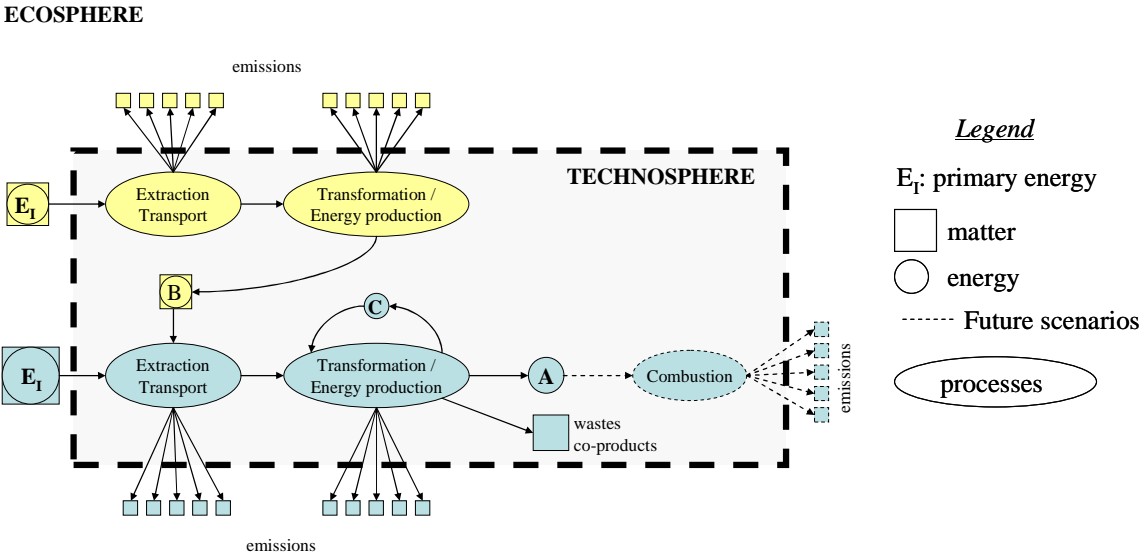 ECOSPHERE
emissions
TECHNOSPHERE
E_I
Extraction
Transport
Transformation /
Energy production
B
C
E_I
Extraction
Transport
Transformation /
Energy production
A
Combustion
emissions
wastes
co-products
emissions
Legend
E_I: primary energy
matter
energy
Future scenarios
processes